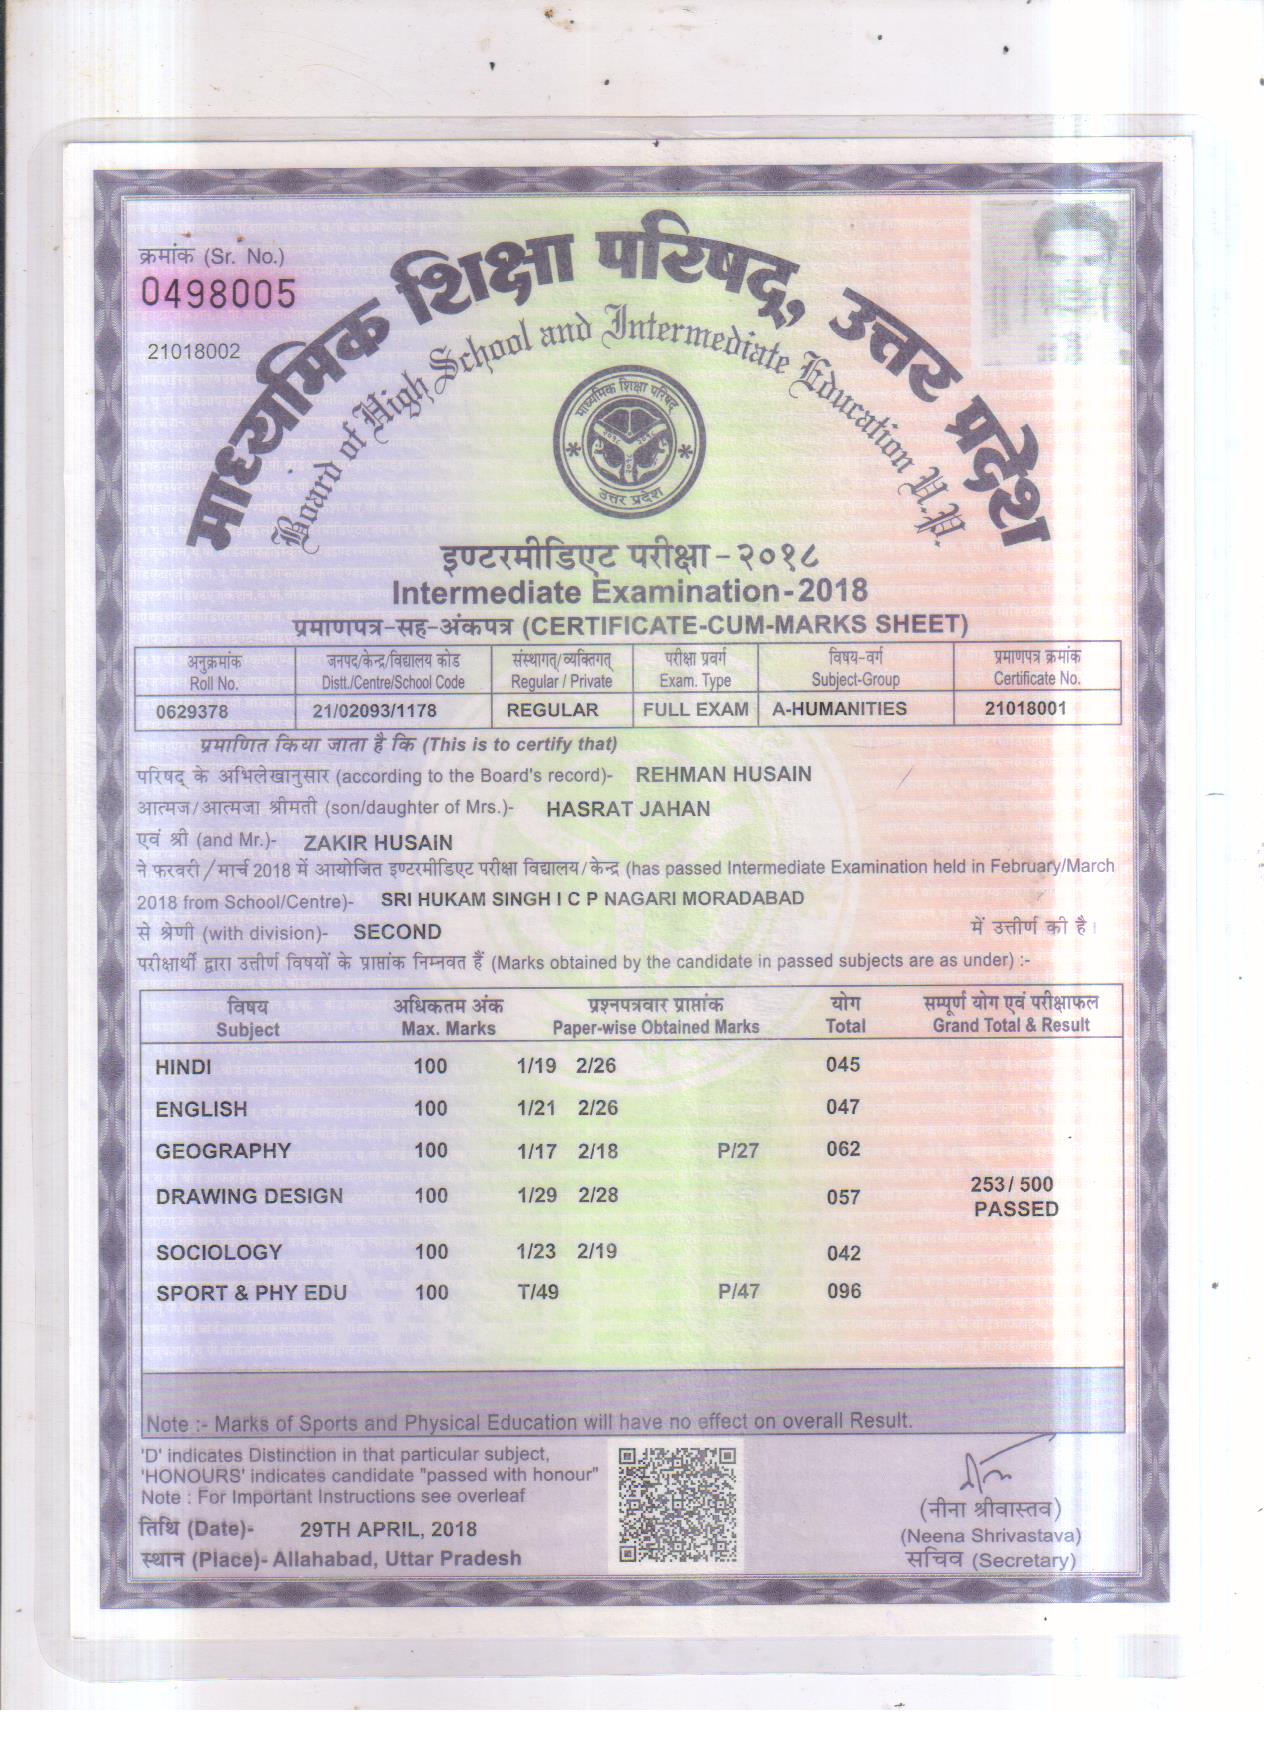 क्रमांक (Sr. No.)
0498005
21018002
माध्यमिक शिक्षा परिषद्, उत्तर प्रदेश
Board of High School and Intermediate Education U.P.
माध्यमिक शिक्षा परिषद्
उत्तर प्रदेश
इण्टरमीडिएट परीक्षा - २०१८
Intermediate Examination - 2018
प्रमाणपत्र-सह-अंकपत्र (CERTIFICATE-CUM-MARKS SHEET)
अनुक्रमांक जनपद/केन्द्र/विद्यालय कोड संस्थागत/व्यक्तिगत् परीक्षा प्रवर्ग विषय-वर्ग प्रमाणपत्र क्रमांक
Roll No. Distt./Centre/School Code Regular / Private Exam. Type Subject-Group Certificate No.
0629378 21/02093/1178 REGULAR FULL EXAM A-HUMANITIES 21018001
प्रमाणित किया जाता है कि (This is to certify that)
परिषद् के अभिलेखानुसार (according to the Board's record)- REHMAN HUSAIN
आत्मज/आत्मजा श्रीमती (son/daughter of Mrs.)- HASRAT JAHAN
एवं श्री (and Mr.)- ZAKIR HUSAIN
ने फरवरी/मार्च 2018 में आयोजित इण्टरमीडिएट परीक्षा विद्यालय/केन्द्र (has passed Intermediate Examination held in February/March
2018 from School/Centre)- SRI HUKAM SINGH I C P NAGARI MORADABAD
से श्रेणी (with division)- SECOND में उत्तीर्ण की है।
परीक्षार्थी द्वारा उत्तीर्ण विषयों के प्राप्तांक निम्नवत हैं (Marks obtained by the candidate in passed subjects are as under) :-
विषय अधिकतम अंक प्रश्नपत्रवार प्राप्तांक योग सम्पूर्ण योग एवं परीक्षाफल
Subject Max. Marks Paper-wise Obtained Marks Total Grand Total & Result
HINDI 100 1/19 2/26 045
ENGLISH 100 1/21 2/26 047
GEOGRAPHY 100 1/17 2/18 P/27 062
DRAWING DESIGN 100 1/29 2/28 057 253/ 500
PASSED
SOCIOLOGY 100 1/23 2/19 042
SPORT & PHY EDU 100 T/49 P/47 096
Note :- Marks of Sports and Physical Education will have no effect on overall Result.
'D' indicates Distinction in that particular subject,
'HONOURS' indicates candidate "passed with honour"
Note : For Important Instructions see overleaf
तिथि (Date)- 29TH APRIL, 2018
स्थान (Place)- Allahabad, Uttar Pradesh
(नीना श्रीवास्तव)
(Neena Shrivastava)
सचिव (Secretary)